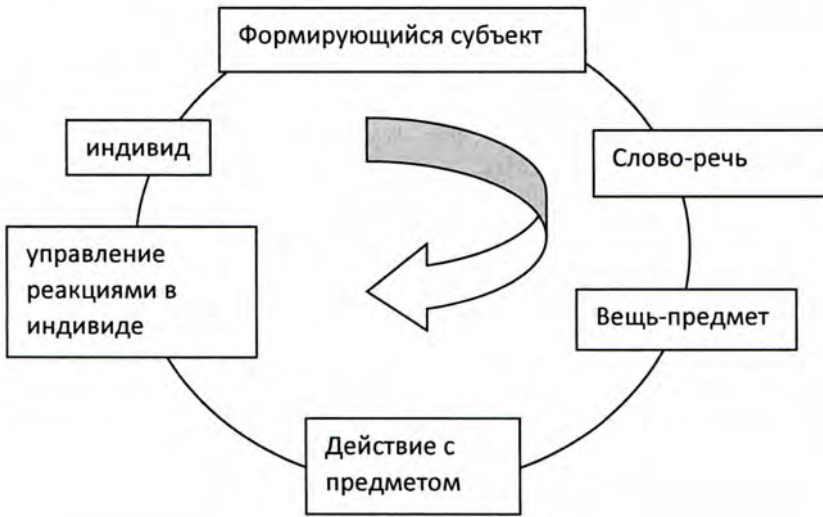 Формирующийся субъект
Слово-речь
Вещь-предмет
Действие с
предметом
управление
реакциями в
индивиде
индивид